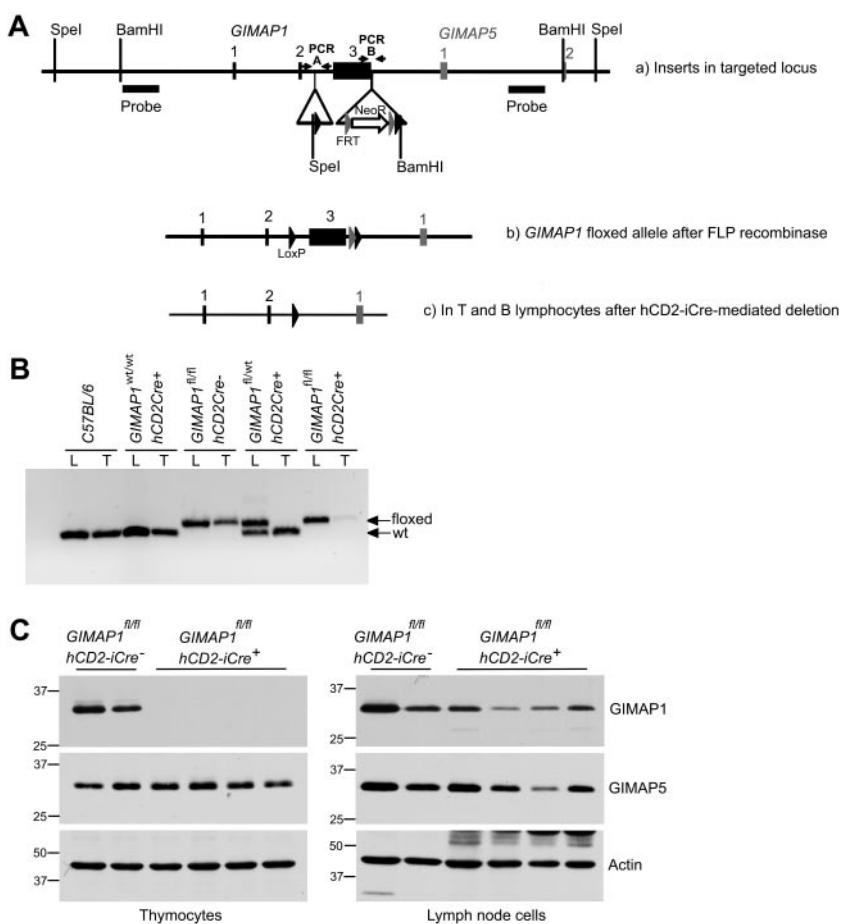 A
SpeI BamHI GIMAP1 GIMAP5 BamHI SpeI
1 2 PCR A 3 PCR B 1 2
a) Inserts in targeted locus
Probe Probe
NeoR
FRT
SpeI BamHI
1 2 3 1
LoxP
b) GIMAP1 floxed allele after FLP recombinase
1 2 1
c) In T and B lymphocytes after hCD2-iCre-mediated deletion
B
C57BL/6
GIMAP1wt/wt hCD2Cre+
GIMAP1fl/fl hCD2Cre-
GIMAP1fl/wt hCD2Cre+
GIMAP1fl/fl hCD2Cre+
L T L T L T L T L T
floxed
wt
C
GIMAP1fl/fl GIMAP1fl/fl
hCD2-iCre- hCD2-iCre+
37
25
37
25
50
37
Thymocytes
GIMAP1fl/fl GIMAP1fl/fl
hCD2-iCre- hCD2-iCre+
37
GIMAP1
25
37
GIMAP5
25
50
Actin
37
Lymph node cells